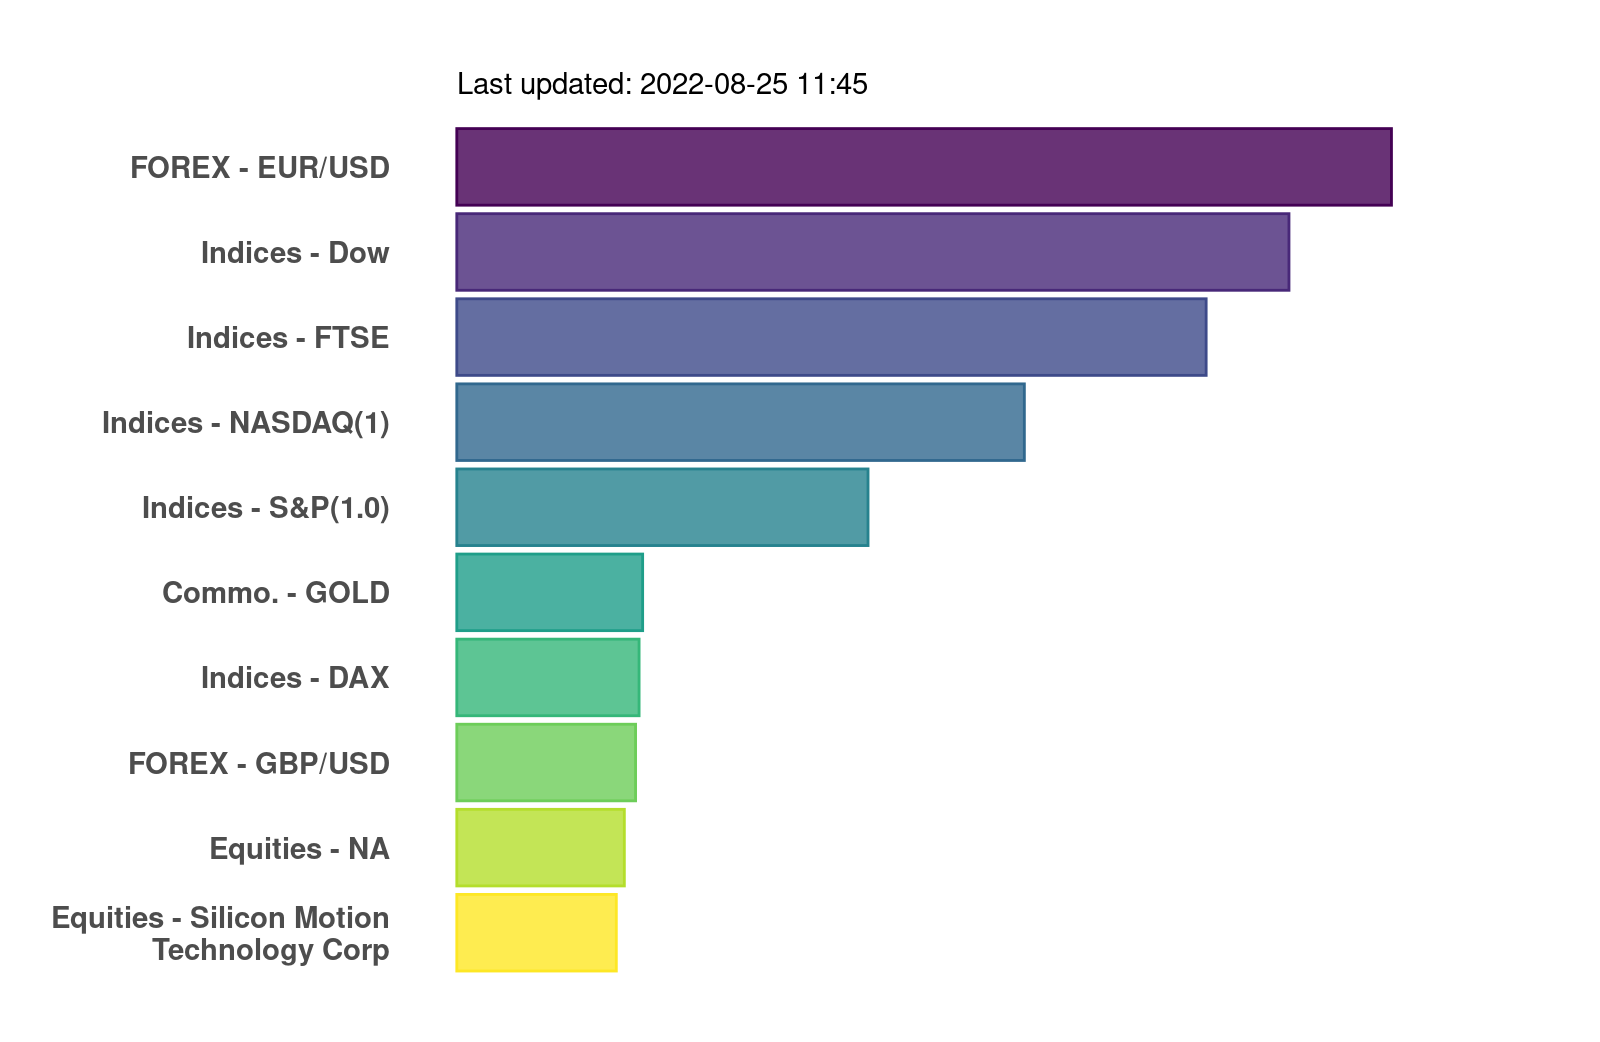 Last updated: 2022-08-25 11:45
FOREX - EUR/USD
Indices - Dow
Indices - FTSE
Indices - NASDAQ(1)
Indices - S&P(1.0)
Commo. - GOLD
Indices - DAX
FOREX - GBP/USD
Equities - NA
Equities - Silicon Motion
Technology Corp